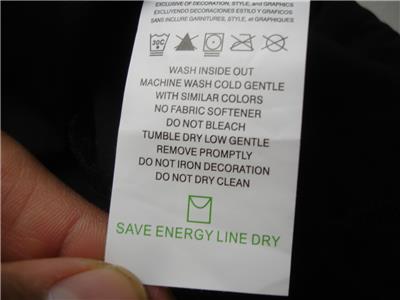 EXCLUSIVE OF DECORATION, STYLE, and GRAPHICS
EXCLUYENDO DECORACIONES ESTILO Y GRAFICOS
SANS INCLURE GARNITURES, STYLE, et GRAPHIQUES
30C
WASH INSIDE OUT
MACHINE WASH COLD GENTLE
WITH SIMILAR COLORS
NO FABRIC SOFTENER
DO NOT BLEACH
TUMBLE DRY LOW GENTLE
REMOVE PROMPTLY
DO NOT IRON DECORATION
DO NOT DRY CLEAN
SAVE ENERGY LINE DRY